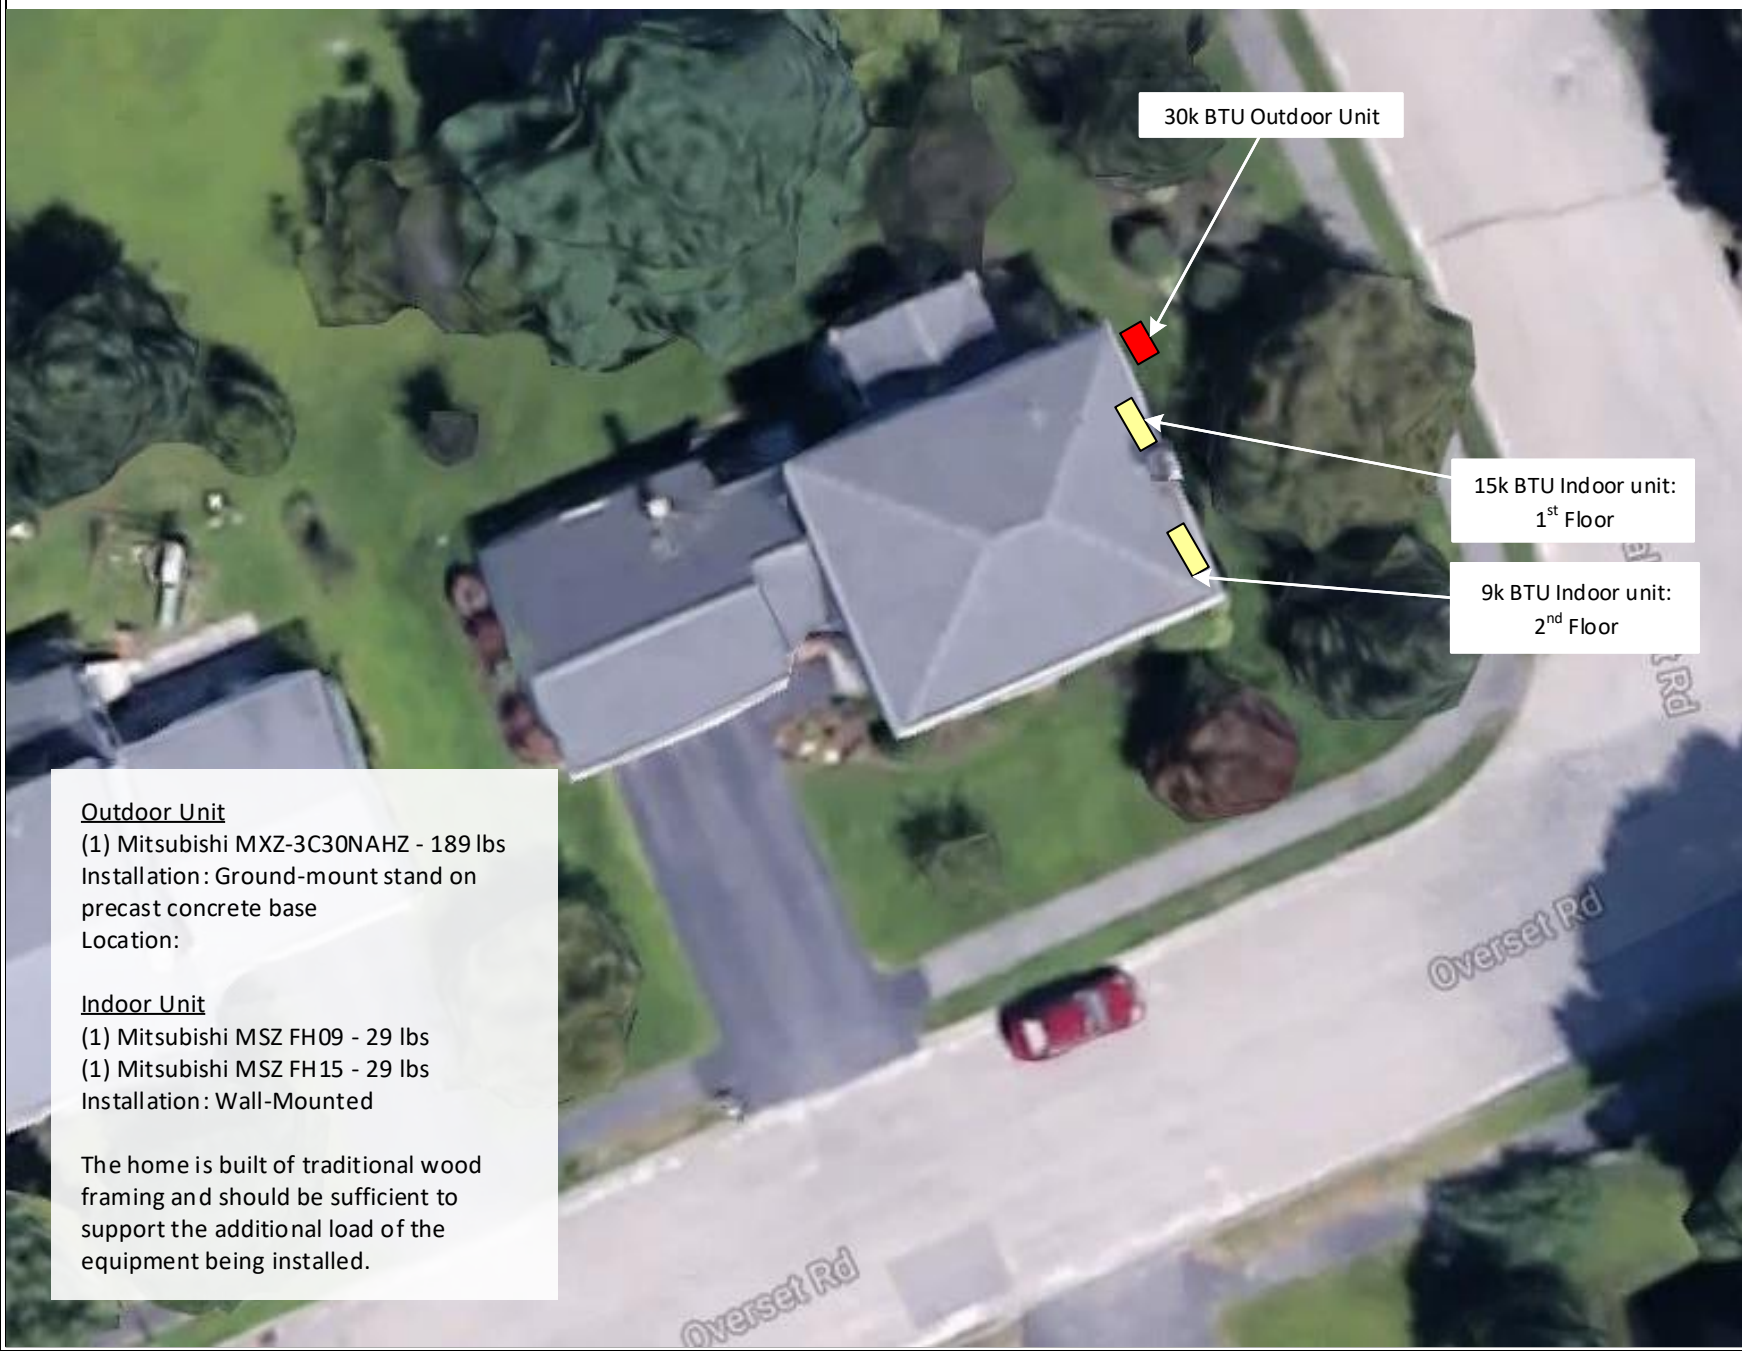 30k BTU Outdoor Unit
15k BTU Indoor unit:
1st Floor
9k BTU Indoor unit:
2nd Floor
Rd
Overset Rd
Outdoor Unit
(1) Mitsubishi MXZ-3C30NAHZ - 189 lbs
Installation: Ground-mount stand on
precast concrete base
Location:
Indoor Unit
(1) Mitsubishi MSZ FH09 - 29 lbs
(1) Mitsubishi MSZ FH15 - 29 lbs
Installation: Wall-Mounted
The home is built of traditional wood
framing and should be sufficient to
support the additional load of the
equipment being installed.
Overset Rd